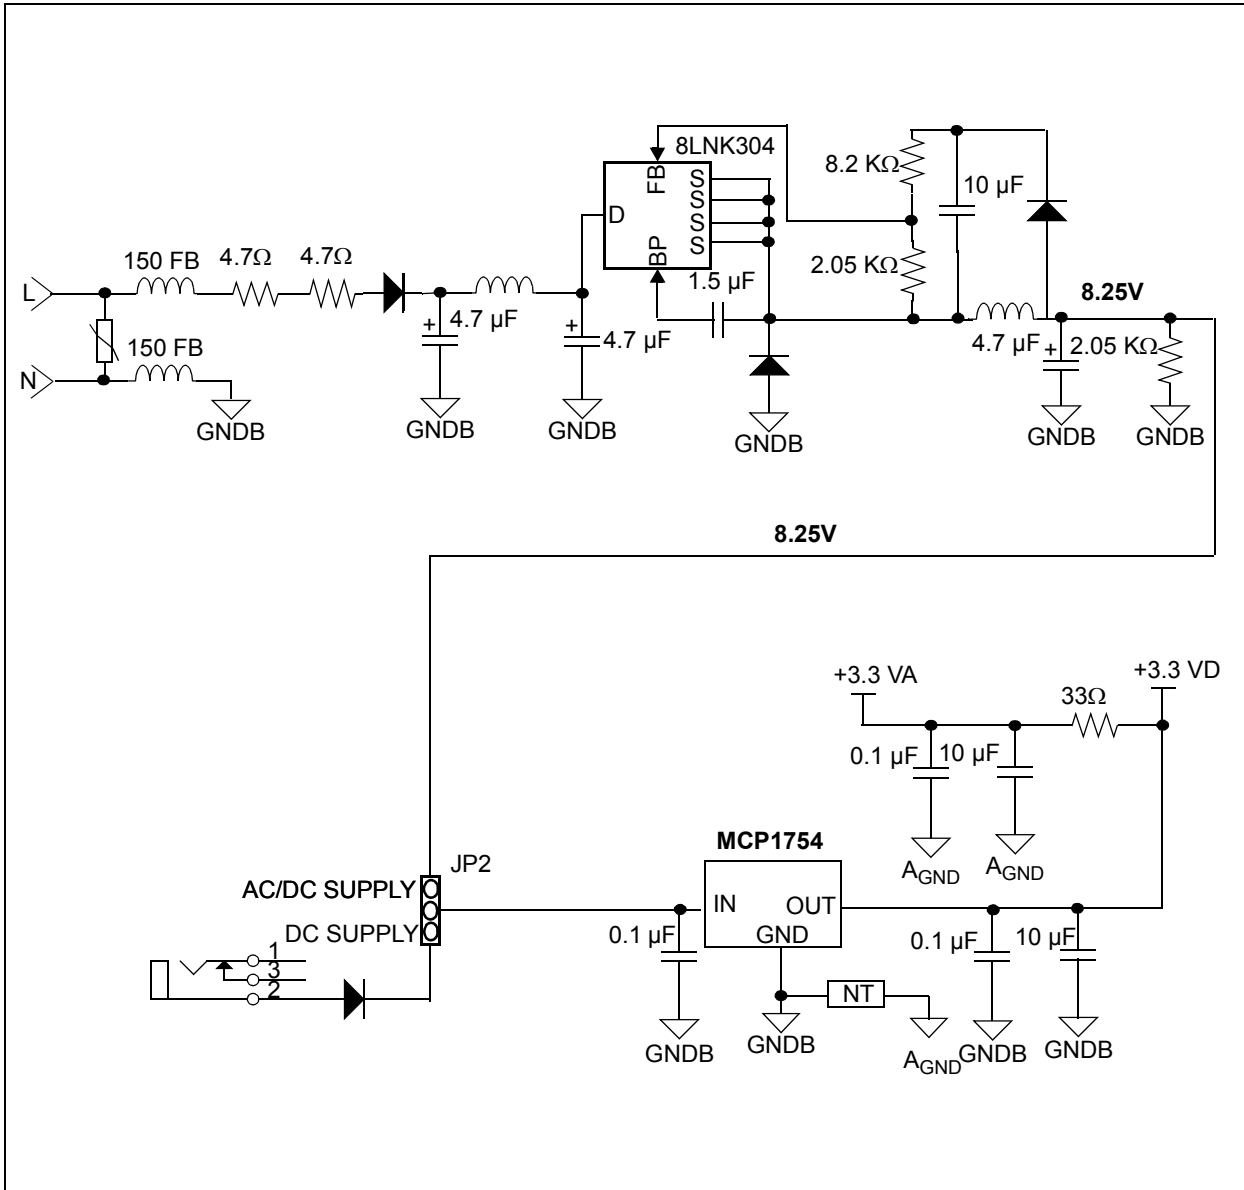 8LNK304
FB
S
S
S
S
D
BP
8.2 KΩ
10 µF
2.05 KΩ
1.5 µF
8.25V
150 FB
4.7Ω
4.7Ω
L
4.7 µF
4.7 µF
4.7 µF
2.05 KΩ
+
+
+
150 FB
N
GNDB
GNDB
GNDB
GNDB
GNDB
GNDB
8.25V
+3.3 VA
+3.3 VD
33Ω
0.1 µF
10 µF
MCP1754
AGND
AGND
JP2
AC/DC SUPPLY
IN
OUT
GND
DC SUPPLY
0.1 µF
0.1 µF
10 µF
1
3
2
NT
GNDB
GNDB
AGND
GNDB
GNDB